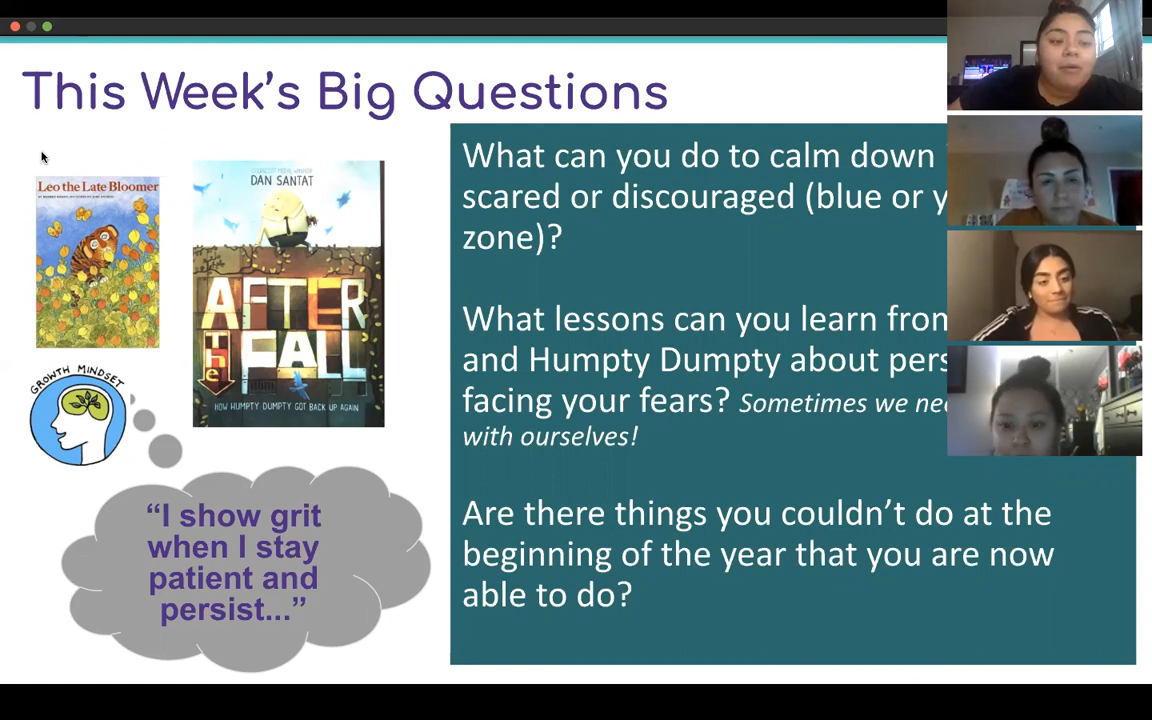 This Week's Big Questions
Leo the Late Bloomer
DAN SANTAT
AFTER
The FALL
HOW HUMPTY DUMPTY GOT BACK UP AGAIN
GROWTH MINDSET
“I show grit
when I stay
patient and
persist...”
What can you do to calm down
scared or discouraged (blue or y
zone)?
What lessons can you learn from
and Humpty Dumpty about pers
facing your fears? Sometimes we nee
with ourselves!
Are there things you couldn’t do at the
beginning of the year that you are now
able to do?